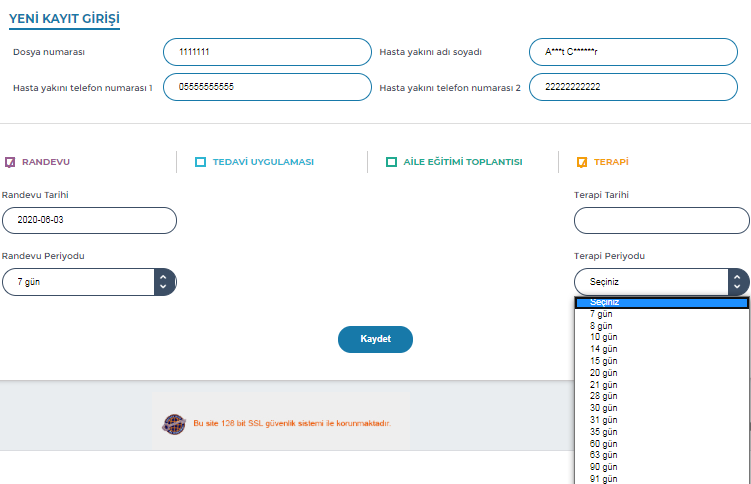 YENİ KAYIT GİRİŞİ
Dosya numarası 1111111 Hasta yakını adı soyadı A***t C******r
Hasta yakını telefon numarası 1 05555555555 Hasta yakını telefon numarası 2 22222222222
RANDEVU TEDAVİ UYGULAMASI AİLE EĞİTİMİ TOPLANTISI TERAPİ
Randevu Tarihi Terapi Tarihi
2020-06-03
Randevu Periyodu Terapi Periyodu
7 gün Seçiniz
Seçiniz
7 gün
8 gün
10 gün
14 gün
15 gün
20 gün
21 gün
28 gün
30 gün
31 gün
35 gün
60 gün
63 gün
90 gün
91 gün
Kaydet
Bu site 128 bit SSL güvenlik sistemi ile korunmaktadır.